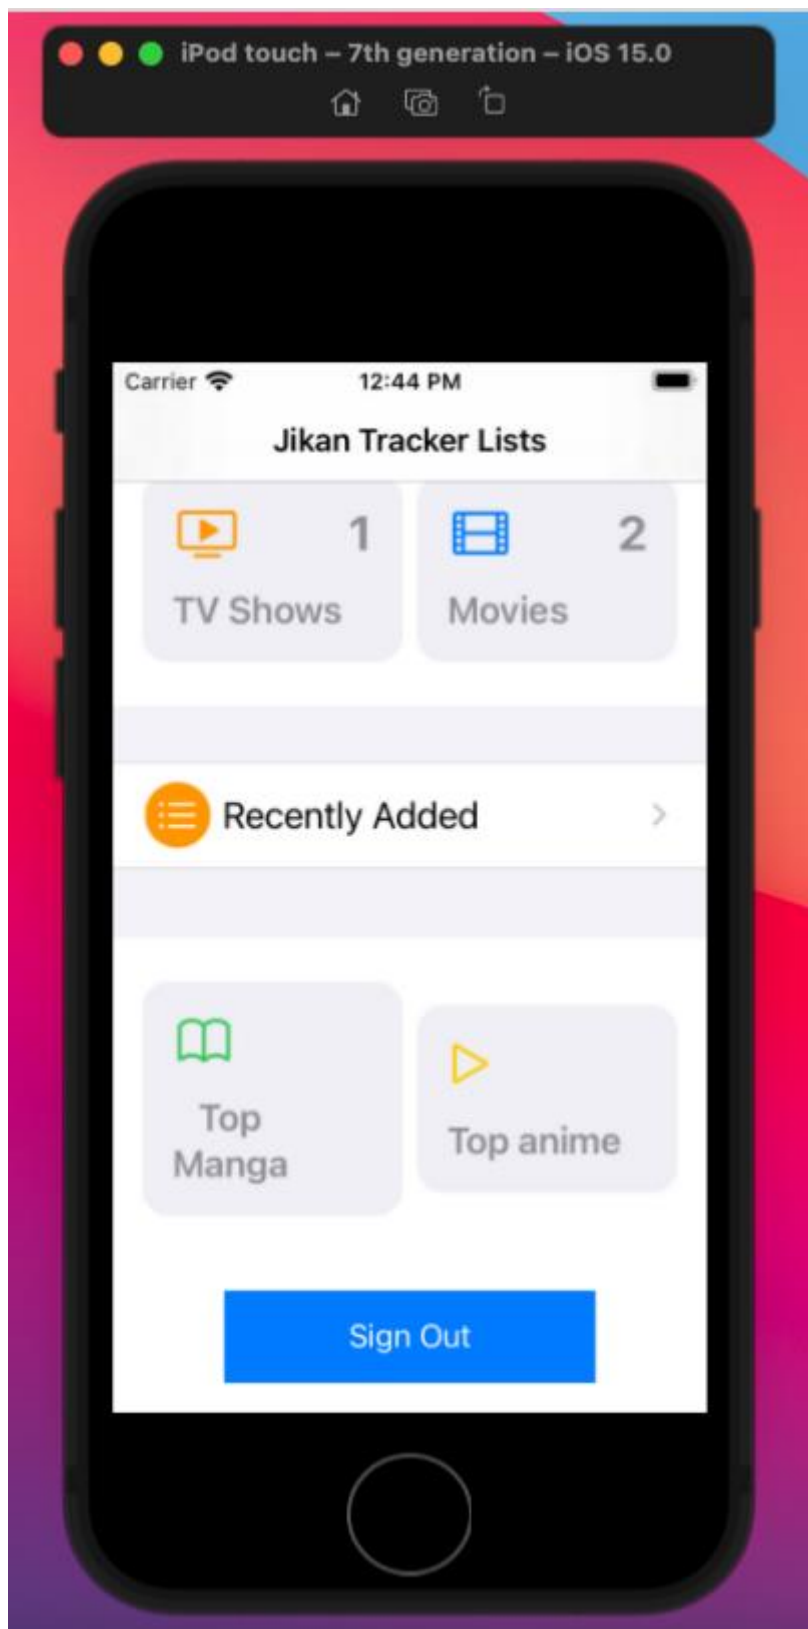 iPod touch – 7th generation – iOS 15.0
Carrier 12:44 PM
Jikan Tracker Lists
1 2
TV Shows Movies
Recently Added
Top
Manga
Top anime
Sign Out